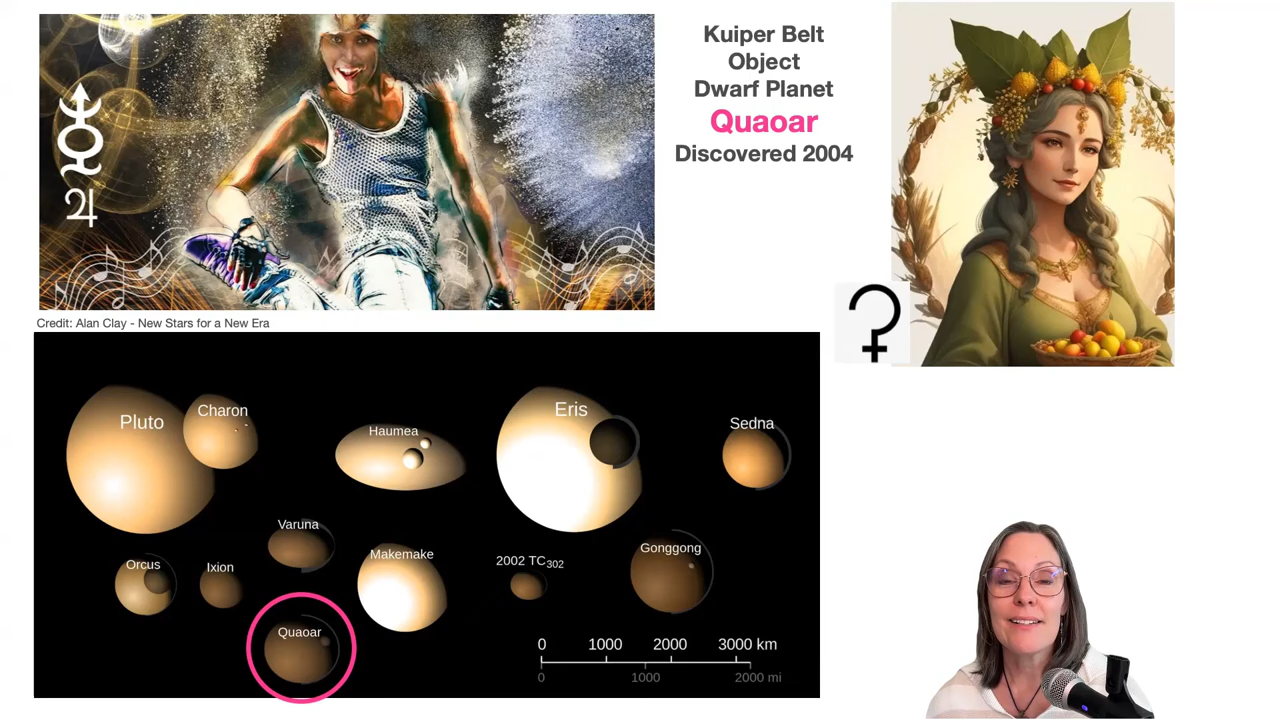 Kuiper Belt
Object
Dwarf Planet
Quaoar
Discovered 2004
Credit: Alan Clay - New Stars for a New Era
Pluto
Charon
Haumea
Eris
Sedna
Varuna
Orcus
Ixion
Makemake
2002 TC302
Gonggong
Quaoar
0 1000 2000 3000 km
0 1000 2000 mi